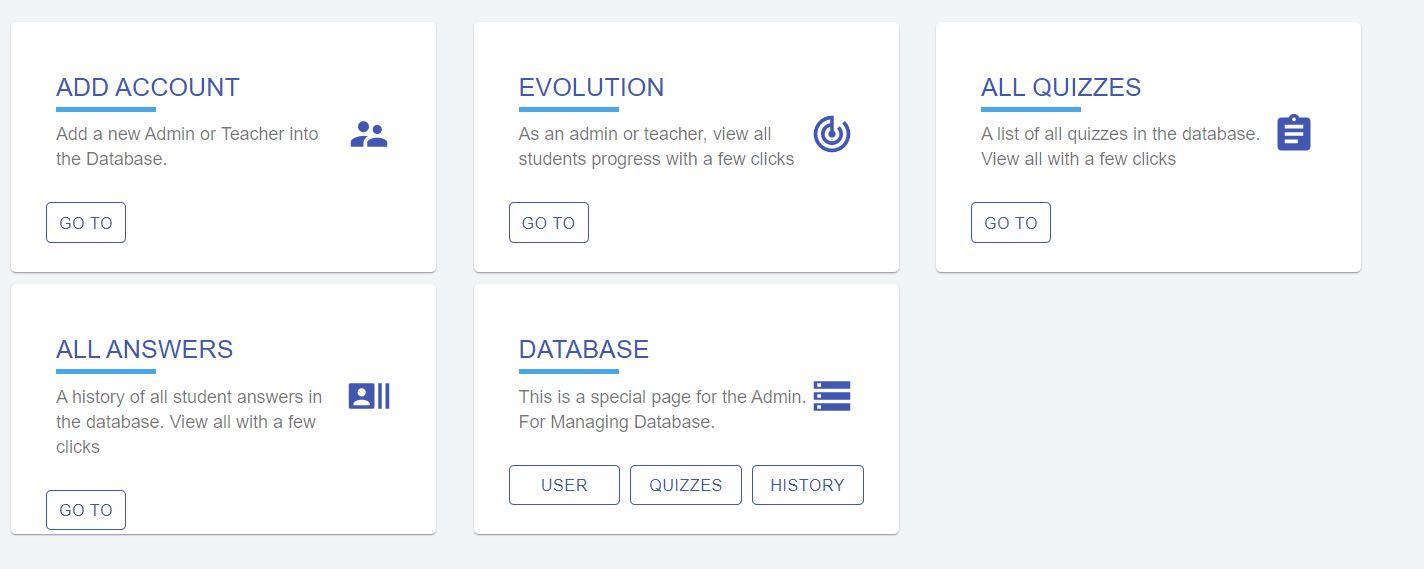 ADD ACCOUNT
Add a new Admin or Teacher into
the Database.
GO TO
EVOLUTION
As an admin or teacher, view all
students progress with a few clicks
GO TO
ALL QUIZZES
A list of all quizzes in the database.
View all with a few clicks
GO TO
ALL ANSWERS
A history of all student answers in
the database. View all with a few
clicks
GO TO
DATABASE
This is a special page for the Admin.
For Managing Database.
USER QUIZZES HISTORY